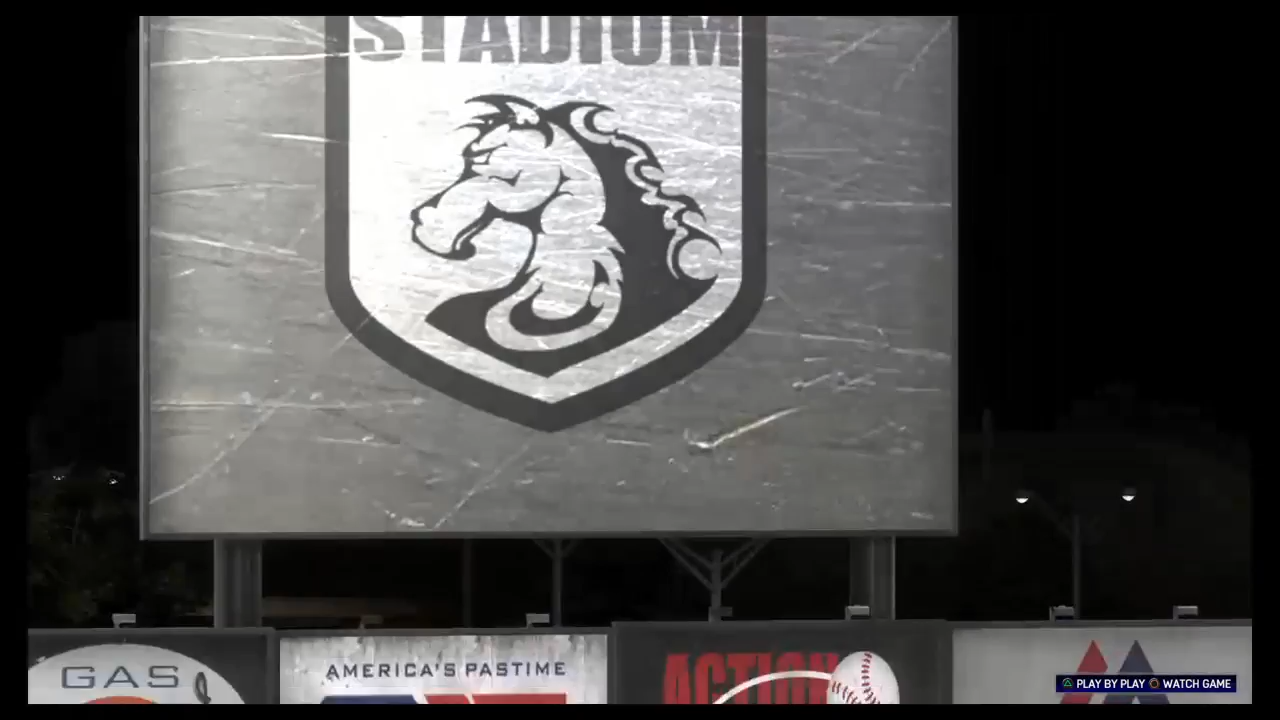 STADIUM
GAS
AMERICA'S PASTIME
ACTION
PLAY BY PLAY WATCH GAME